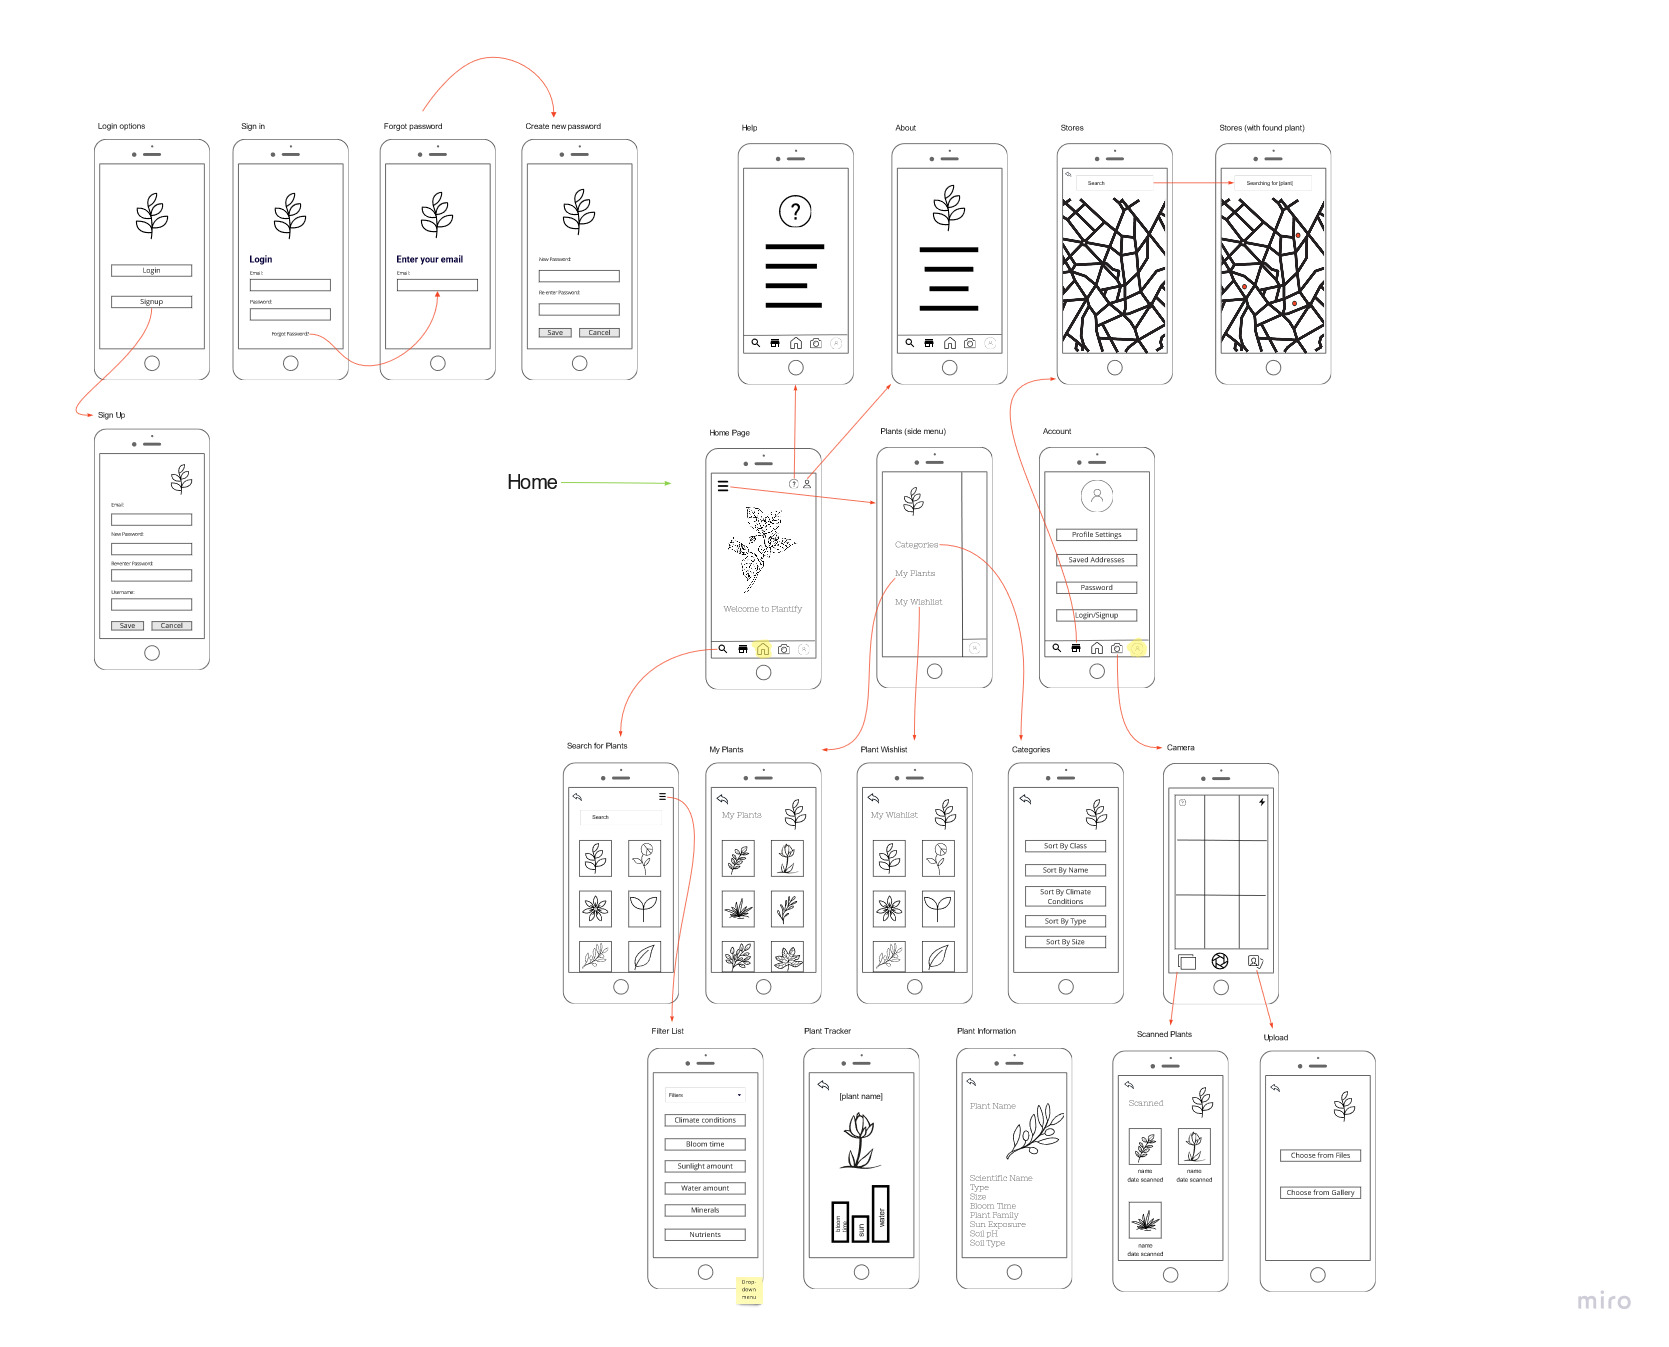 Login options
Sign in
Forgot password
Create new password
Help
About
Stores
Stores (with found plant)
Login
Signup
Login
Email:
Password:
Forgot Password?
Enter your email
Email:
New Password:
Re-enter Password:
Save
Cancel
?
Search
Searching for [plant]
Sign Up
Email:
New Password:
Re-enter Password:
Username:
Save
Cancel
Home
Home Page
?
Welcome to Plantify
Plants (side menu)
Categories
My Plants
My Wishlist
Account
Profile Settings
Saved Addresses
Password
Login/Signup
Search for Plants
Search
My Plants
My Plants
Plant Wishlist
My Wishlist
Categories
Sort By Class
Sort By Name
Sort By Climate
Conditions
Sort By Type
Sort By Size
Camera
?
Filter List
Filters
Climate conditions
Bloom time
Sunlight amount
Water amount
Minerals
Nutrients
Drop-
down
menu
Plant Tracker
[plant name]
bloom
time
sun
water
Plant Information
Plant Name
Scientific Name
Type
Size
Bloom Time
Plant Family
Sun Exposure
Soil pH
Soil Type
Scanned Plants
Scanned
name
date scanned
name
date scanned
name
date scanned
Upload
Choose from Files
Choose from Gallery
miro